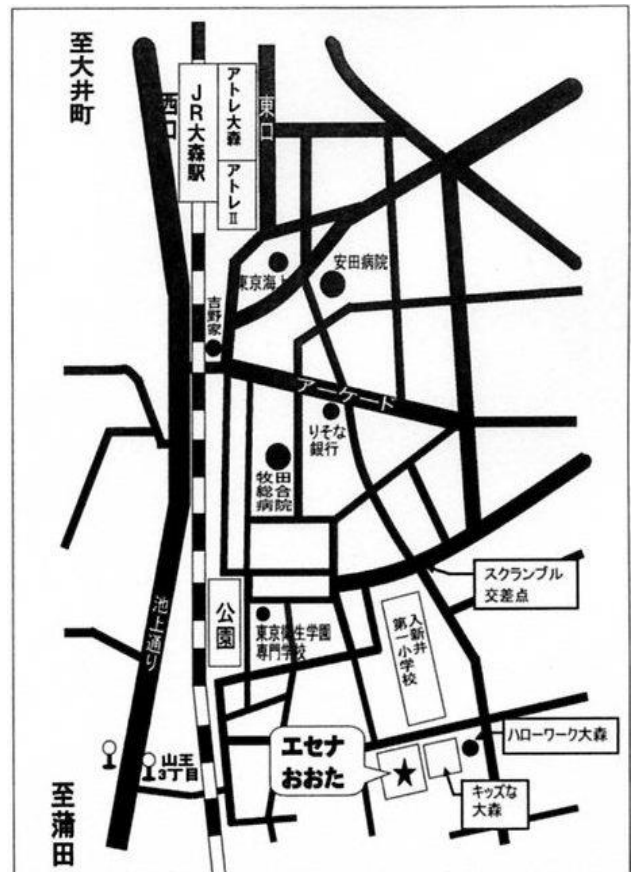 至大井町
西口
JR大森駅
アトレ大森
アトレⅡ
東口
東京海上
安田病院
吉野家
アーケード
りそな
銀行
牧田
総合
病院
スクランブル
交差点
池上通り
公園
東京衛生学園
専門学校
入新井
第一小学校
ハローワーク大森
エセナ
おおた
キッズな
大森
山王
3丁目
至蒲田